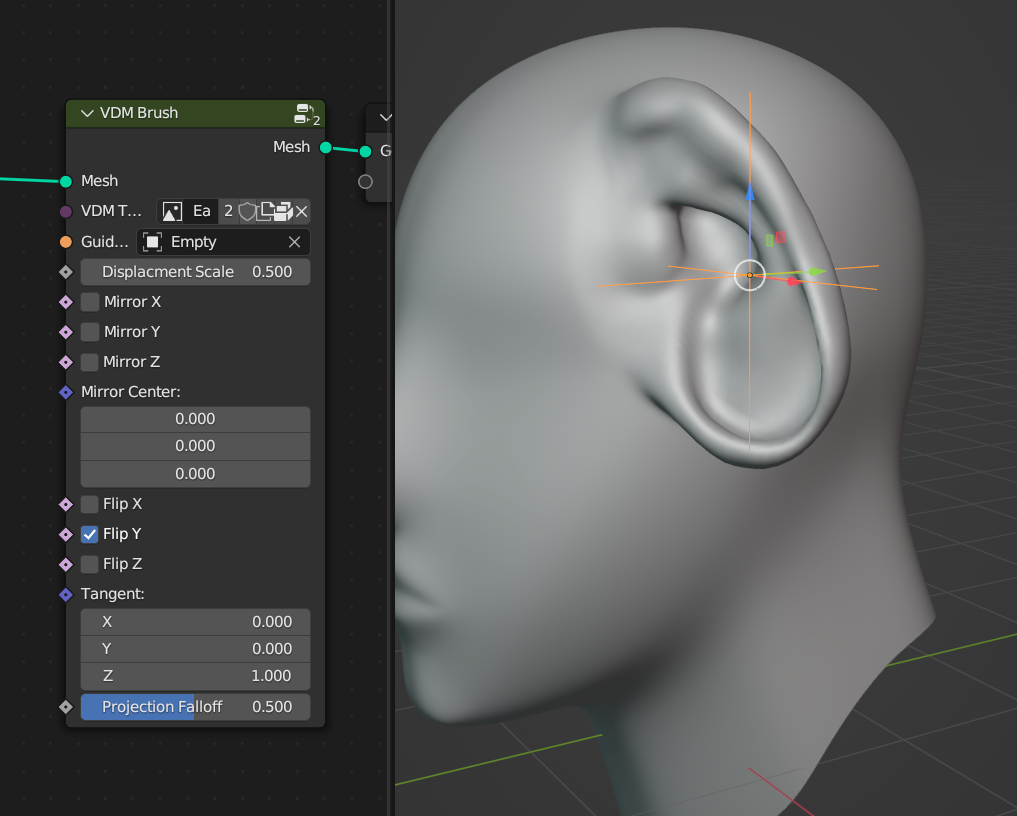 VDM Brush
2
Mesh
G
Mesh
VDM T... Ea 2
Guid... Empty
Displacment Scale 0.500
Mirror X
Mirror Y
Mirror Z
Mirror Center:
0.000
0.000
0.000
Flip X
Flip Y
Flip Z
Tangent:
X 0.000
Y 0.000
Z 1.000
Projection Falloff 0.500